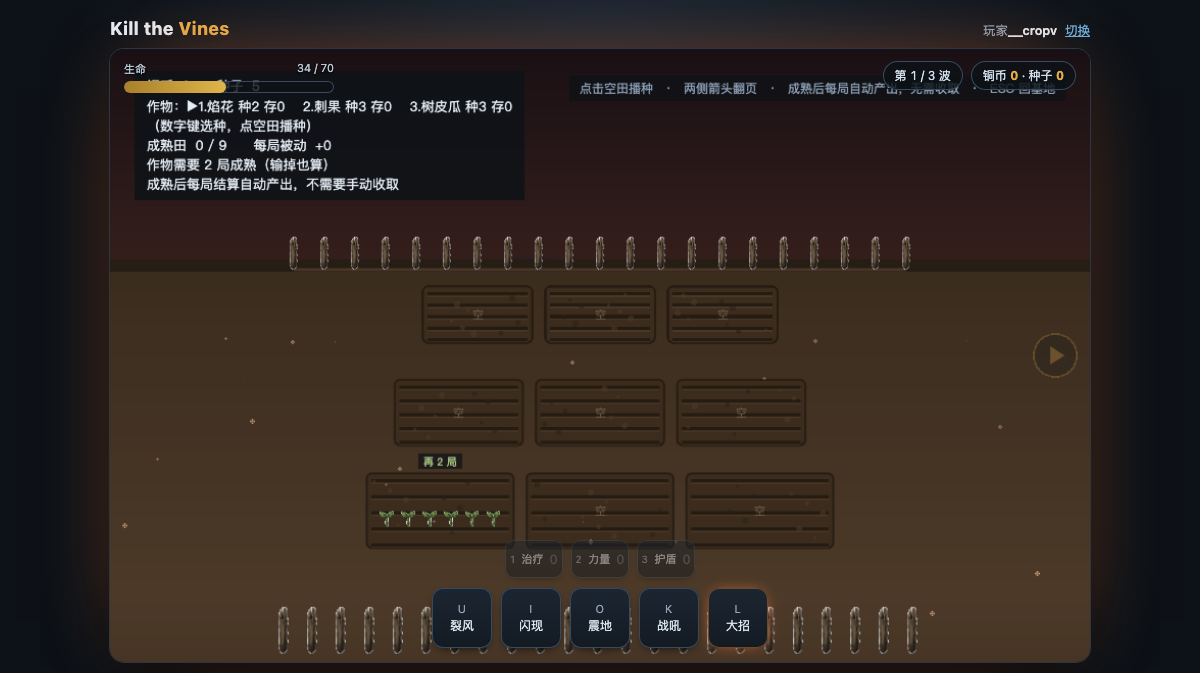 Kill the Vines
玩家__cropv 切换
生命 34 / 70
第 1 / 3 波 铜币 0 · 种子 0
点击空田播种 · 两侧箭头翻页 · 成熟后每局自动产出，无需收取 · ESC 回基地
种子 5
作物： ▶1.焰花 种2 存0 2.刺果 种3 存0 3.树皮瓜 种3 存0
（数字键选种，点空田播种）
成熟田 0 / 9 每局被动 +0
作物需要 2 局成熟（输掉也算）
成熟后每局结算自动产出，不需要手动收取
空 空 空
空 空 空
再 2 局
空 空
1 治疗 0 2 力量 0 3 护盾 0
U I O K L
裂风 闪现 震地 战吼 大招